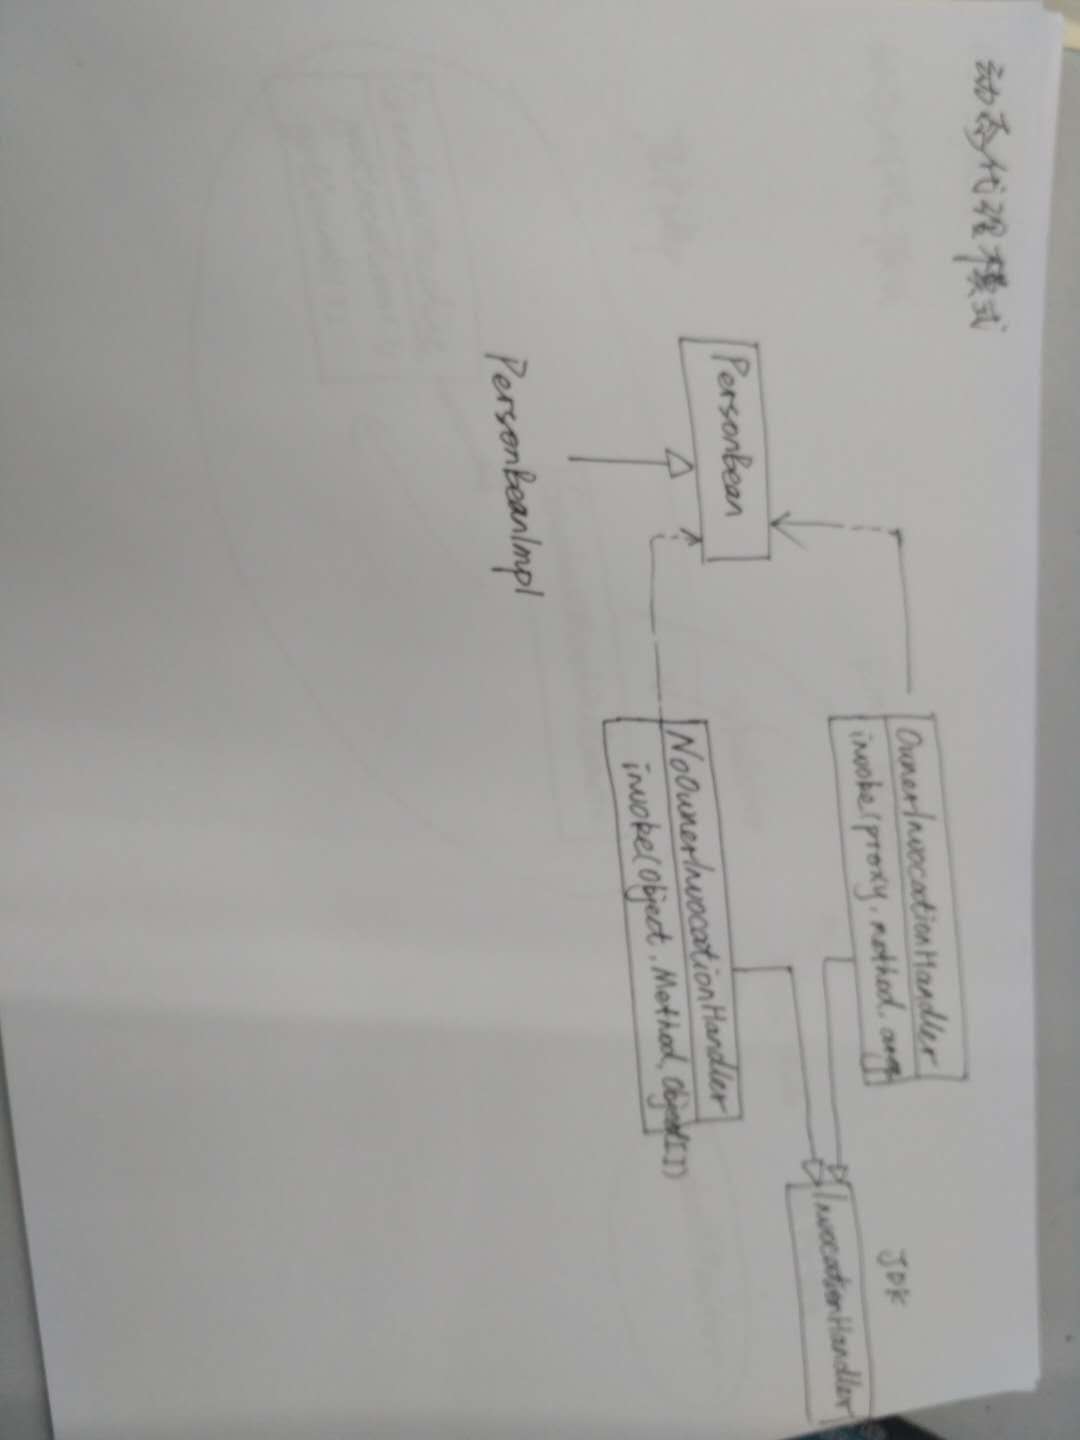 动态代理模式
JDK
PersonBean
OwnerInvocationHandler
invoke(proxy, method, args)
InvocationHandler
NoOwnerInvocationHandler
invoke(Object, Method, Object[])
PersonBeanImpl